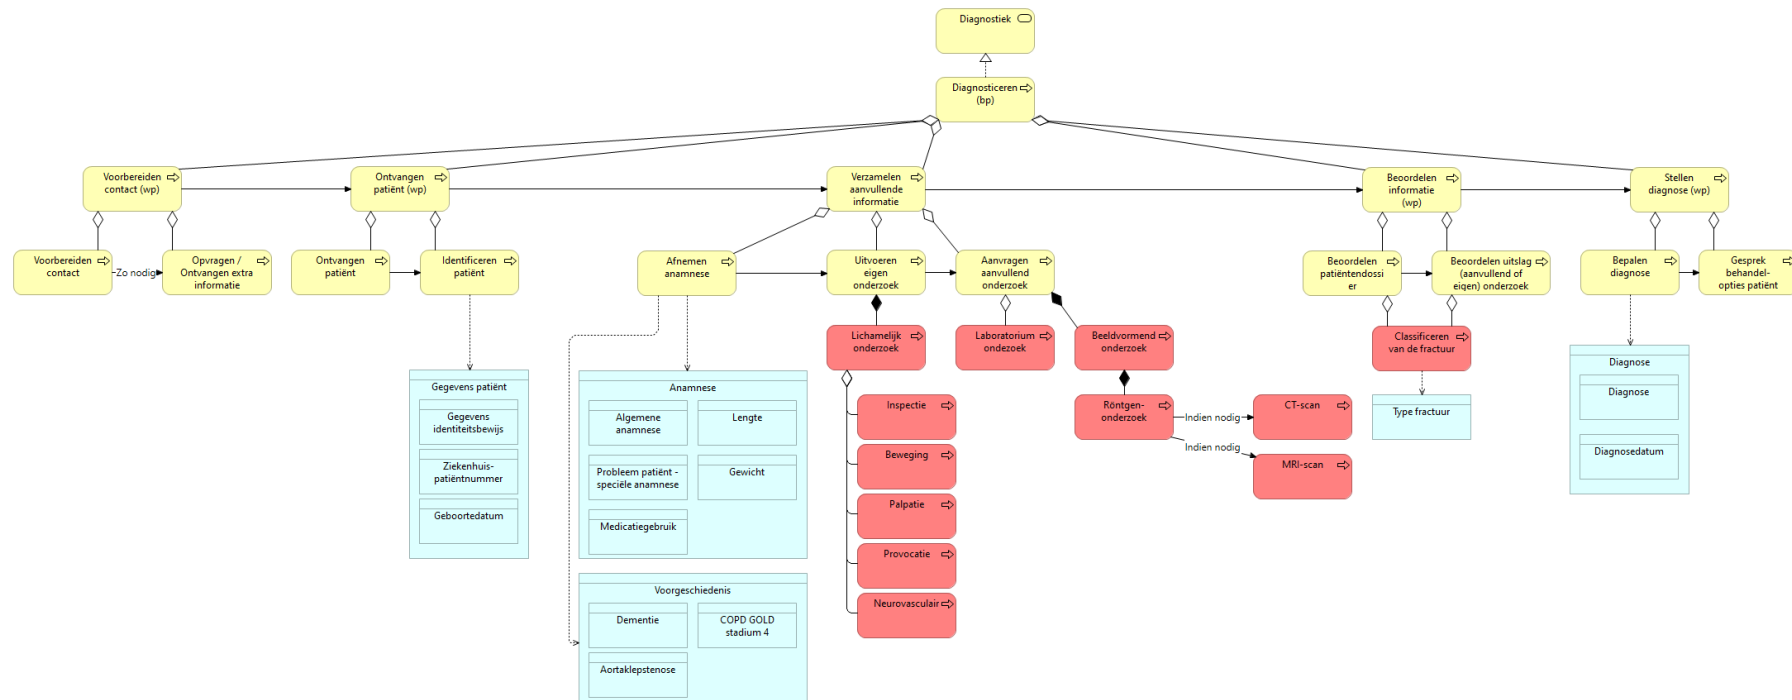 Diagnostiek
Diagnosticeren
(bp)
Voorbereiden
contact (wp)
Ontvangen
patiënt (wp)
Verzamelen
aanvullende
informatie
Beoordelen
informatie
(wp)
Stellen
diagnose (wp)
Voorbereiden
contact
Zo nodig
Opvragen /
Ontvangen extra
informatie
Ontvangen
patiënt
Identificeren
patiënt
Afnemen
anamnese
Uitvoeren
eigen
onderzoek
Aanvragen
aanvullend
onderzoek
Beoordelen
patiëntendossi
er
Beoordelen uitslag
(aanvullend of
eigen) onderzoek
Bepalen
diagnose
Gesprek
behandel-
opties patiënt
Lichamelijk
onderzoek
Laboratorium
ondezoek
Beeldvormend
onderzoek
Classificeren
van de fractuur
Gegevens patiënt
Gegevens
identiteitsbewijs
Ziekenhuis-
patiëntnummer
Geboortedatum
Anamnese
Algemene
anamnese
Lengte
Probleem patiënt -
speciële anamnese
Gewicht
Medicatiegebruik
Inspectie
Beweging
Palpatie
Provocatie
Neurovasculair
Röntgen-
onderzoek
Indien nodig
CT-scan
Indien nodig
MRI-scan
Type fractuur
Diagnose
Diagnose
Diagnosedatum
Voorgeschiedenis
Dementie
COPD GOLD
stadium 4
Aortaklepstenose